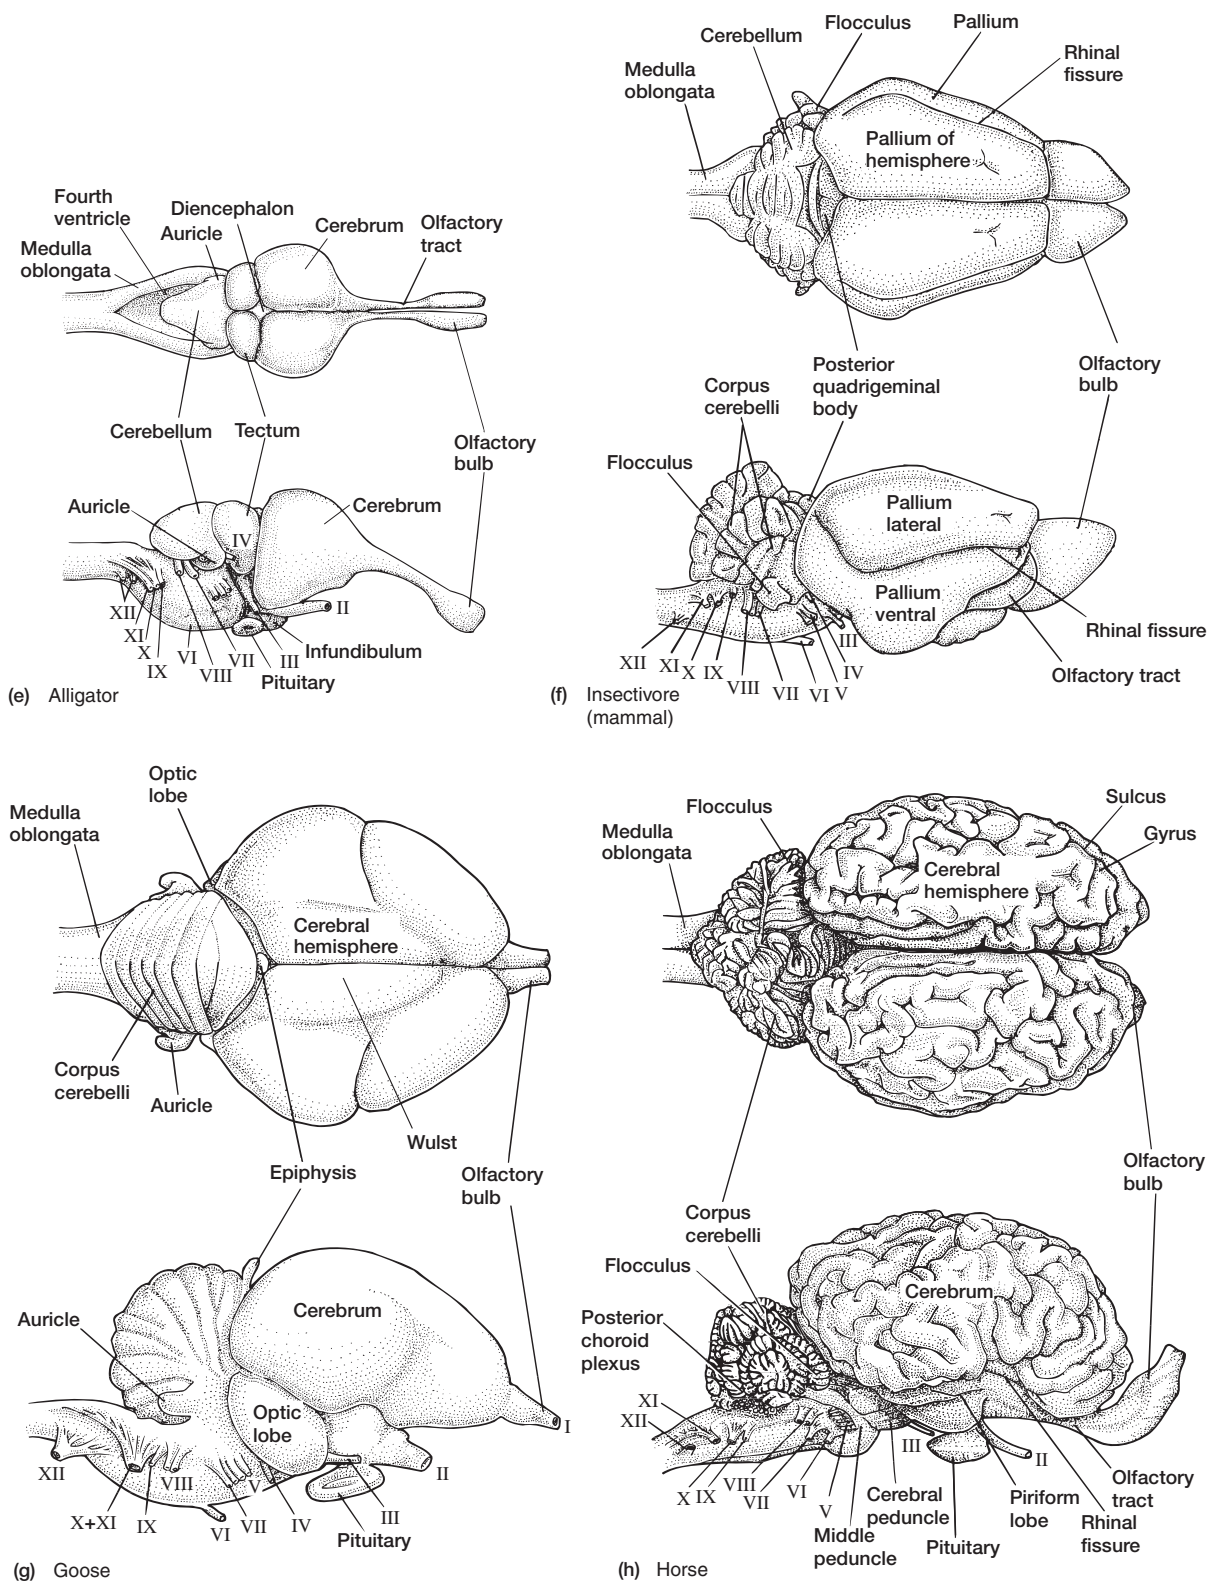 Fourth
ventricle
Medulla
oblongata
Diencephalon
Auricle
Cerebrum
Olfactory
tract
Cerebellum
Tectum
Olfactory
bulb
Auricle
Cerebrum
IV
II
XII
XI
X
IX
VI
VIII
VII
III
Infundibulum
Pituitary
(e) Alligator
Medulla
oblongata
Cerebellum
Flocculus
Pallium
Rhinal
fissure
Pallium of
hemisphere
Posterior
quadrigeminal
body
Olfactory
bulb
Corpus
cerebelli
Flocculus
Pallium
lateral
Pallium
ventral
Rhinal fissure
Olfactory tract
XII
XI
X
IX
VIII
VII
VI
V
IV
III
(f) Insectivore
(mammal)
Optic
lobe
Medulla
oblongata
Cerebral
hemisphere
Corpus
cerebelli
Auricle
Wulst
Epiphysis
Olfactory
bulb
Auricle
Cerebrum
Optic
lobe
I
II
XII
X+XI
IX
VIII
VI
VII
V
IV
III
Pituitary
(g) Goose
Flocculus
Medulla
oblongata
Sulcus
Gyrus
Cerebral
hemisphere
Olfactory
bulb
Corpus
cerebelli
Flocculus
Posterior
choroid
plexus
Cerebrum
XI
XII
X
IX
VIII
VII
VI
V
III
II
Middle
peduncle
Cerebral
peduncle
Pituitary
Piriform
lobe
Olfactory
tract
Rhinal
fissure
(h) Horse